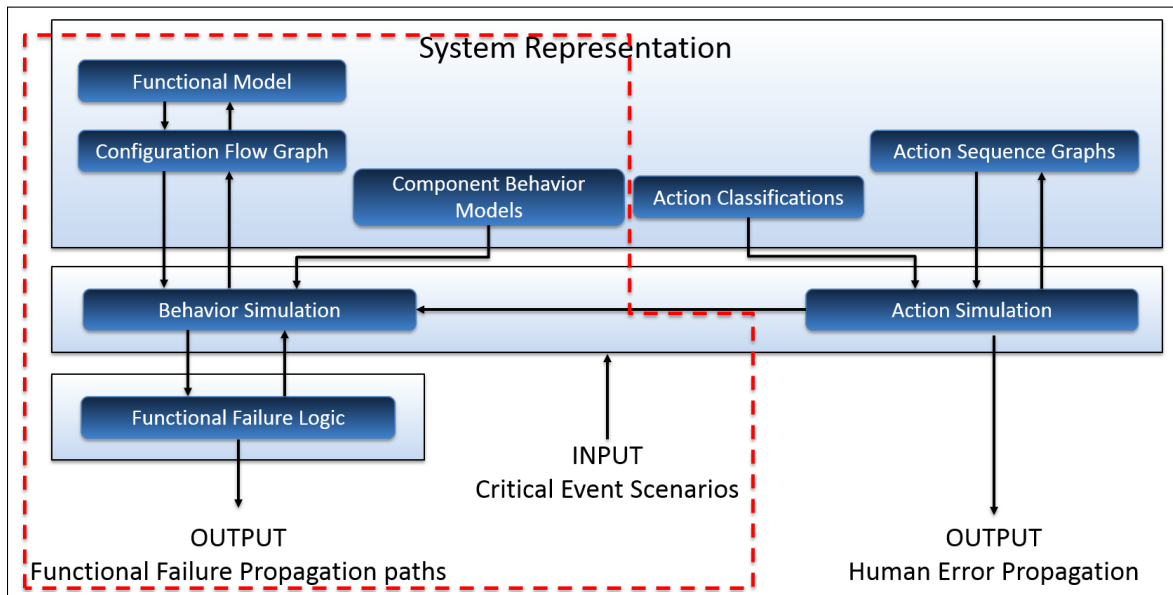 System Representation
Functional Model
Configuration Flow Graph
Component Behavior
Models
Action Classifications
Action Sequence Graphs
Behavior Simulation
Action Simulation
Functional Failure Logic
INPUT
Critical Event Scenarios
OUTPUT
Functional Failure Propagation paths
OUTPUT
Human Error Propagation